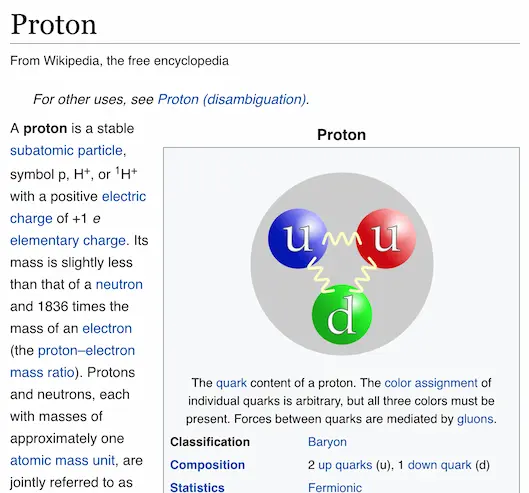 Proton
From Wikipedia, the free encyclopedia
For other uses, see Proton (disambiguation).
A proton is a stable
subatomic particle,
symbol p, H⁺, or ¹H⁺
with a positive electric
charge of +1 e
elementary charge. Its
mass is slightly less
than that of a neutron
and 1836 times the
mass of an electron
(the proton–electron
mass ratio). Protons
and neutrons, each
with masses of
approximately one
atomic mass unit, are
jointly referred to as
Proton
u u
d
The quark content of a proton. The color assignment of
individual quarks is arbitrary, but all three colors must be
present. Forces between quarks are mediated by gluons.
Classification Baryon
Composition 2 up quarks (u), 1 down quark (d)
Statistics Fermionic